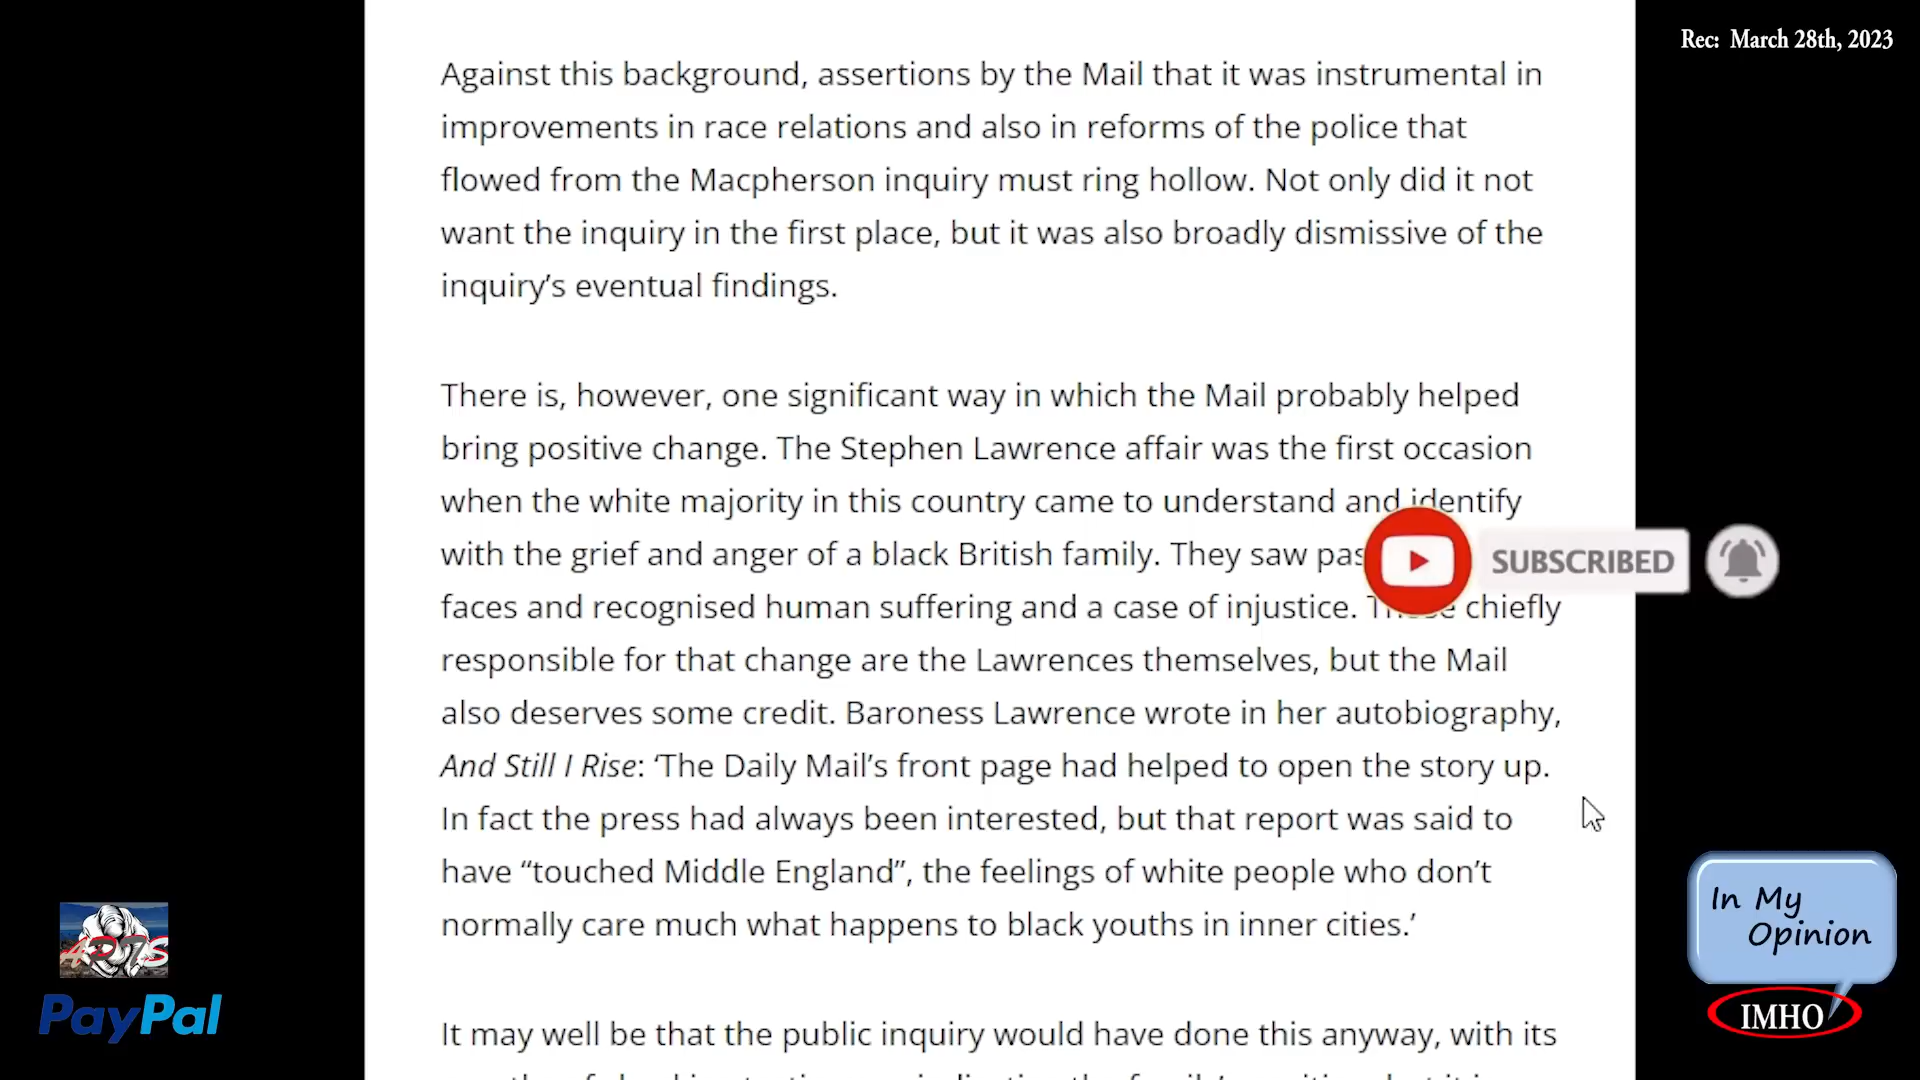 Rec: March 28th, 2023
Against this background, assertions by the Mail that it was instrumental in
improvements in race relations and also in reforms of the police that
flowed from the Macpherson inquiry must ring hollow. Not only did it not
want the inquiry in the first place, but it was also broadly dismissive of the
inquiry’s eventual findings.
There is, however, one significant way in which the Mail probably helped
bring positive change. The Stephen Lawrence affair was the first occasion
when the white majority in this country came to understand and identify
with the grief and anger of a black British family. They saw
SUBSCRIBED
faces and recognised human suffering and a case of injustice. chiefly
responsible for that change are the Lawrences themselves, but the Mail
also deserves some credit. Baroness Lawrence wrote in her autobiography,
And Still I Rise: ‘The Daily Mail’s front page had helped to open the story up.
In fact the press had always been interested, but that report was said to
have “touched Middle England”, the feelings of white people who don’t
normally care much what happens to black youths in inner cities.’
In My
Opinion
IMHO
PayPal
It may well be that the public inquiry would have done this anyway, with its